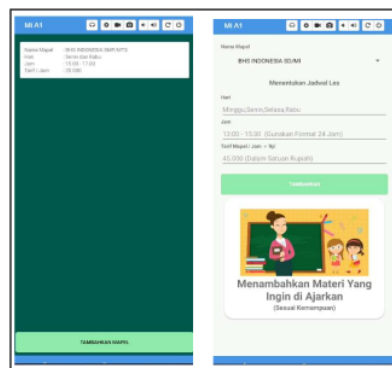 MI A1
Nama Mapel : BHS INDONESIA SMP/MTS
Hari : Senin dan Rabu
Jam : 15.00 - 17.00
Tarif / Jam : 35.000
TAMBAHKAN MAPEL
MI A1
Nama Mapel
BHS INDONESIA SD/MI
Menentukan Jadwal Les
Hari
Minggu,Senin,Selasa,Rabu.
Jam
13:00 - 15:30 (Gunakan Format 24 Jam)
Tarif Mapel / Jam
45.000 (Dalam Satuan Rupiah)
TAMBAHKAN
Menambahkan Materi Yang
Ingin di Ajarkan
(Sesuai Kemampuan)